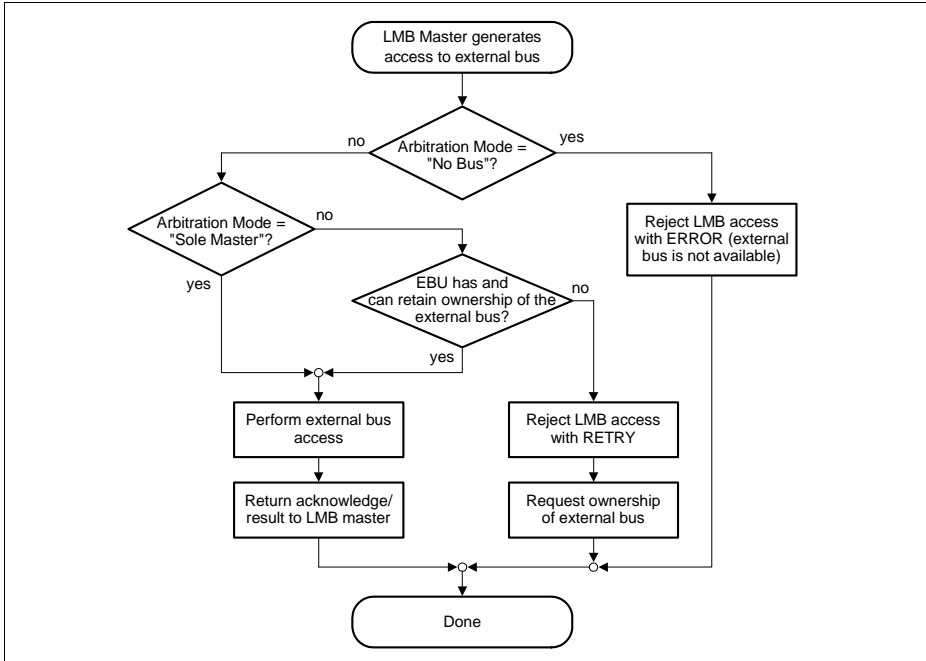 LMB Master generates
access to external bus
Arbitration Mode =
"No Bus"?
no
yes
Arbitration Mode =
"Sole Master"?
no
yes
Reject LMB access
with ERROR (external
bus is not available)
EBU has and
can retain ownership of the
external bus?
no
yes
Perform external bus
access
Reject LMB access
with RETRY
Return acknowledge/
result to LMB master
Request ownership
of external bus
Done